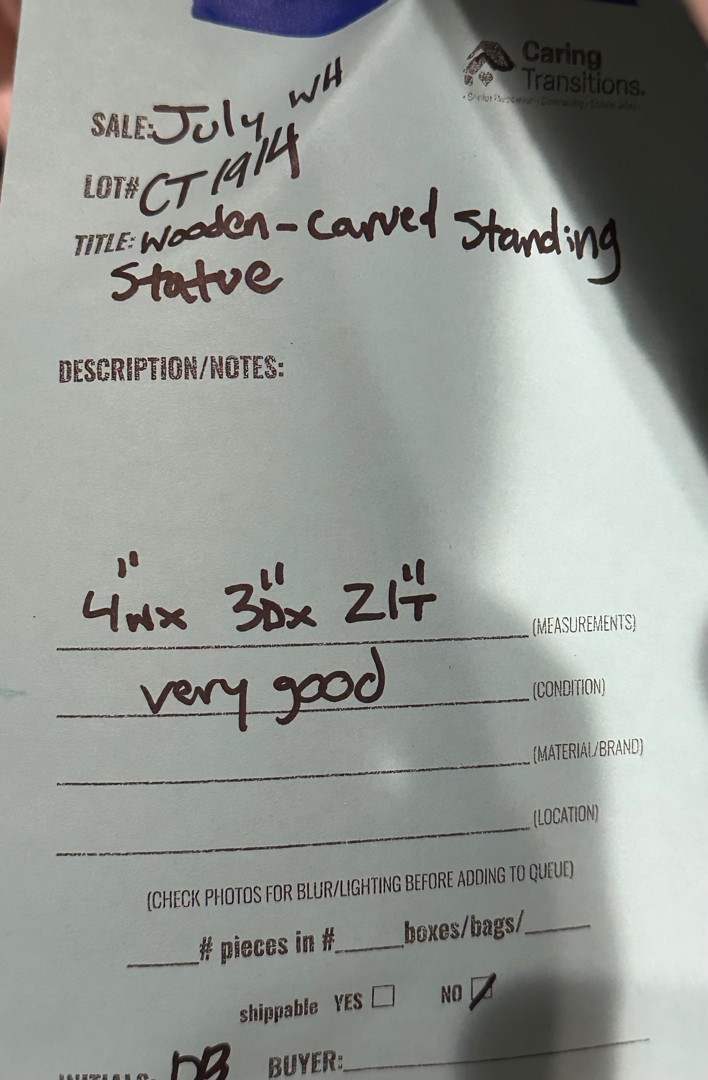 Caring
Transitions.
SALE: July WH
LOT# CT 1914
TITLE: Wooden-Carved Standing
Statue
DESCRIPTION/NOTES:
4"W x 3"D x 21"T (MEASUREMENTS)
very good (CONDITION)
(MATERIAL/BRAND)
(LOCATION)
(CHECK PHOTOS FOR BLUR/LIGHTING BEFORE ADDING TO QUEUE)
# pieces in # boxes/bags/
shippable YES NO
INITIALS: DB BUYER: